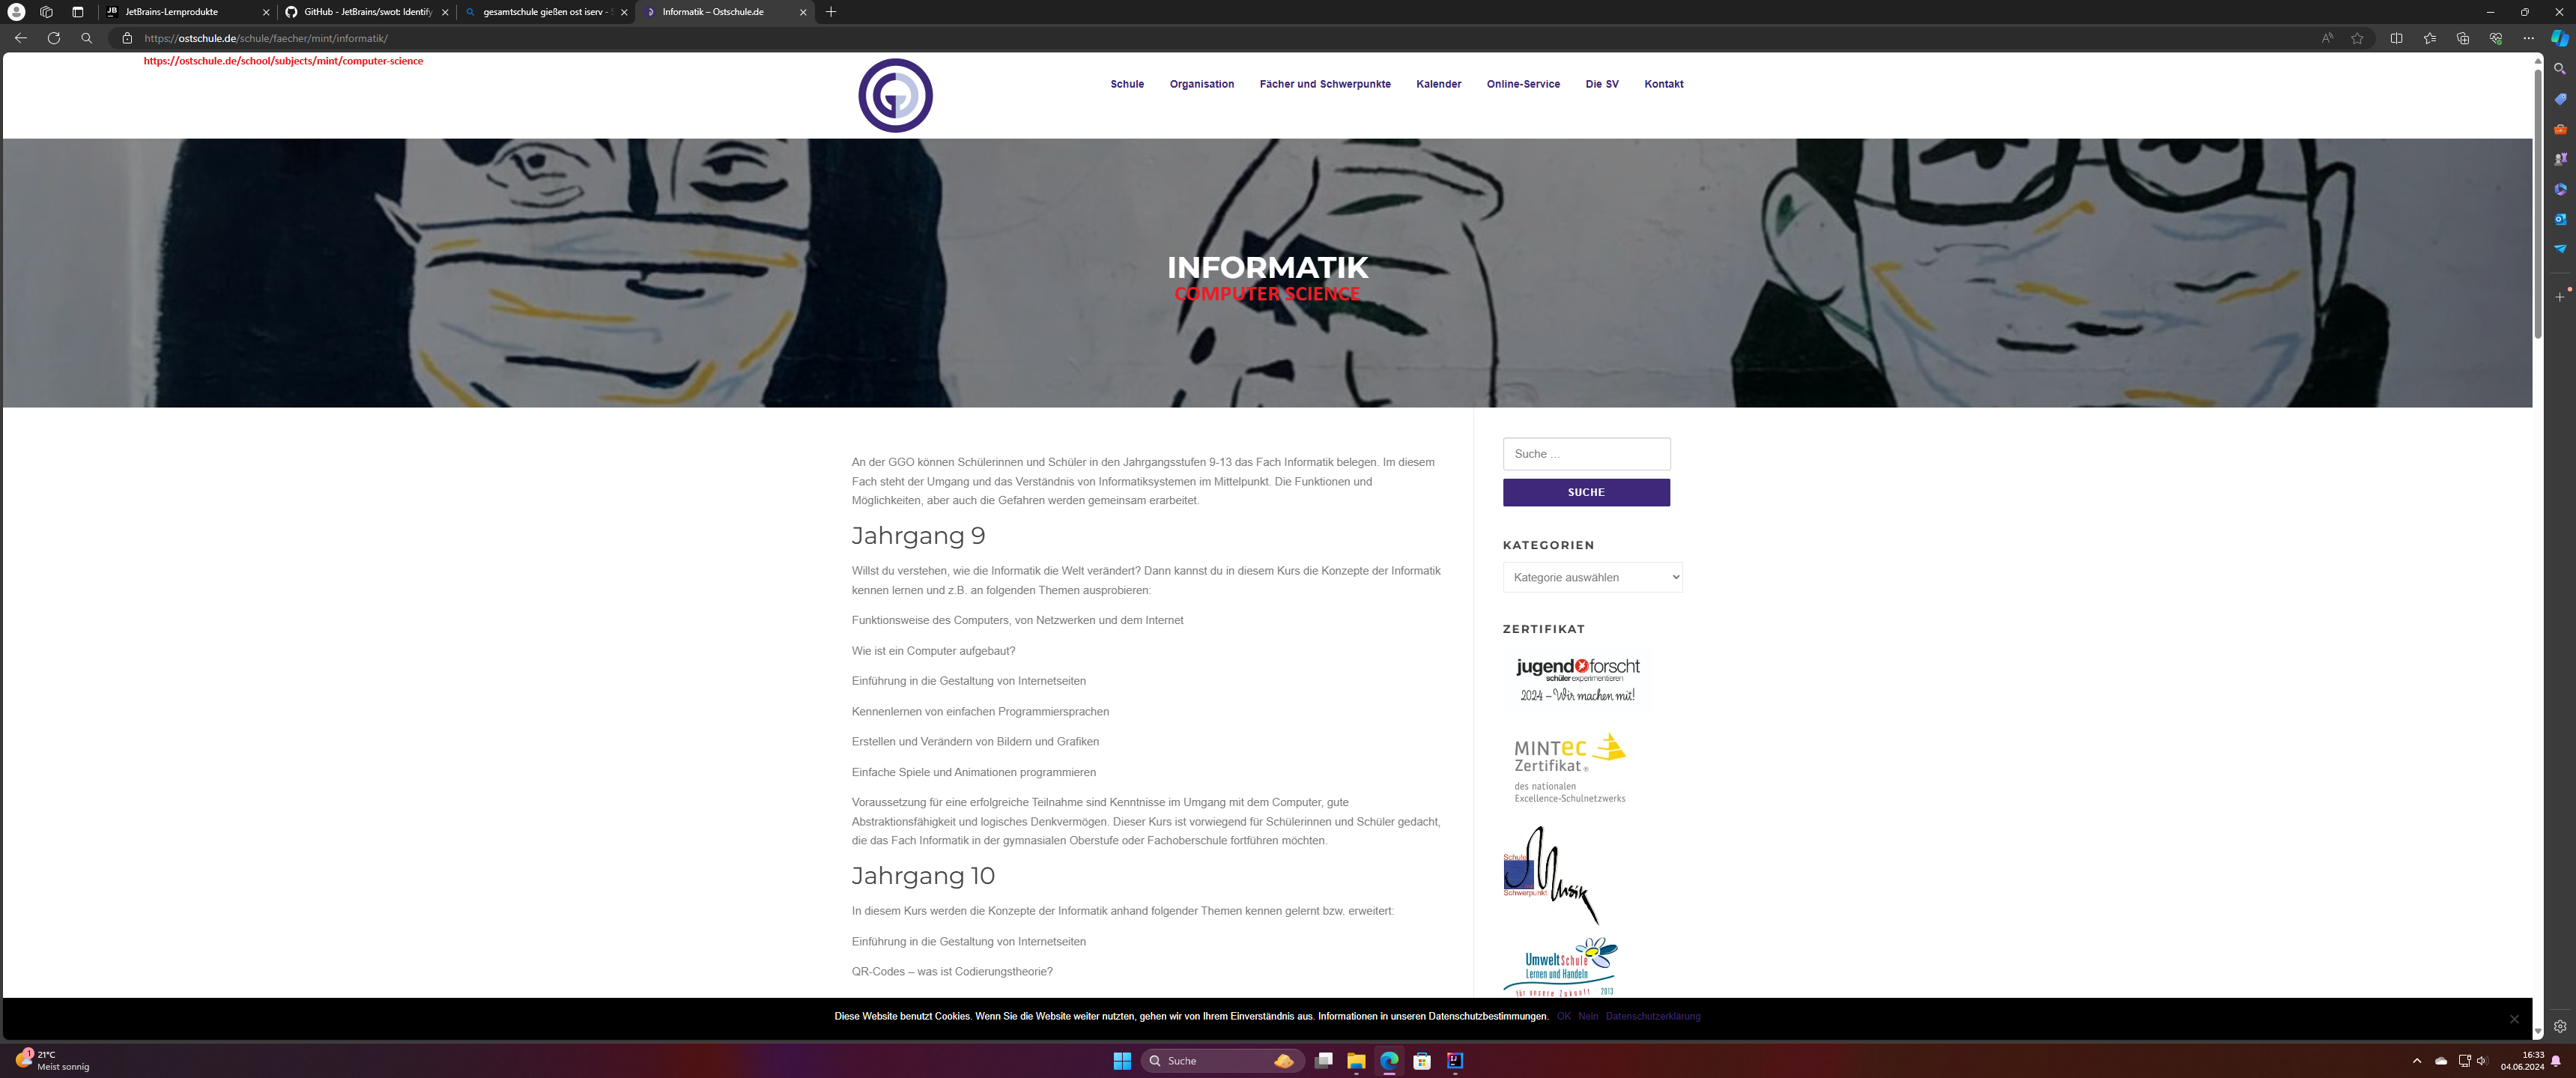 JetBrains-Lernprodukte
GitHub - JetBrains/swot: Identify
gesamtschule gießen ost iserv - S
Informatik – Ostschule.de
https://ostschule.de/schule/faecher/mint/informatik/
https://ostschule.de/school/subjects/mint/computer-science
Schule Organisation Fächer und Schwerpunkte Kalender Online-Service Die SV Kontakt
INFORMATIK
COMPUTER SCIENCE
An der GGO können Schülerinnen und Schüler in den Jahrgangsstufen 9-13 das Fach Informatik belegen. Im diesem
Fach steht der Umgang und das Verständnis von Informatiksystemen im Mittelpunkt. Die Funktionen und
Möglichkeiten, aber auch die Gefahren werden gemeinsam erarbeitet.
Jahrgang 9
Willst du verstehen, wie die Informatik die Welt verändert? Dann kannst du in diesem Kurs die Konzepte der Informatik
kennen lernen und z.B. an folgenden Themen ausprobieren:
Funktionsweise des Computers, von Netzwerken und dem Internet
Wie ist ein Computer aufgebaut?
Einführung in die Gestaltung von Internetseiten
Kennenlernen von einfachen Programmiersprachen
Erstellen und Verändern von Bildern und Grafiken
Einfache Spiele und Animationen programmieren
Voraussetzung für eine erfolgreiche Teilnahme sind Kenntnisse im Umgang mit dem Computer, gute
Abstraktionsfähigkeit und logisches Denkvermögen. Dieser Kurs ist vorwiegend für Schülerinnen und Schüler gedacht,
die das Fach Informatik in der gymnasialen Oberstufe oder Fachoberschule fortführen möchten.
Jahrgang 10
In diesem Kurs werden die Konzepte der Informatik anhand folgender Themen kennen gelernt bzw. erweitert:
Einführung in die Gestaltung von Internetseiten
QR-Codes – was ist Codierungstheorie?
Suche …
SUCHE
KATEGORIEN
Kategorie auswählen
ZERTIFIKAT
jugend forscht
schüler experimentieren
2024 – Wir machen mit!
MINTec
Zertifikat®
des nationalen
Excellence-Schulnetzwerks
Schule
Musik
Schwerpunkt
UmweltSchule
Lernen und Handeln
für unsere Zukunft 2013
Diese Website benutzt Cookies. Wenn Sie die Website weiter nutzten, gehen wir von Ihrem Einverständnis aus. Informationen in unseren Datenschutzbestimmungen. OK Nein Datenschutzerklärung
1
21°C
Meist sonnig
Suche
16:33
04.06.2024